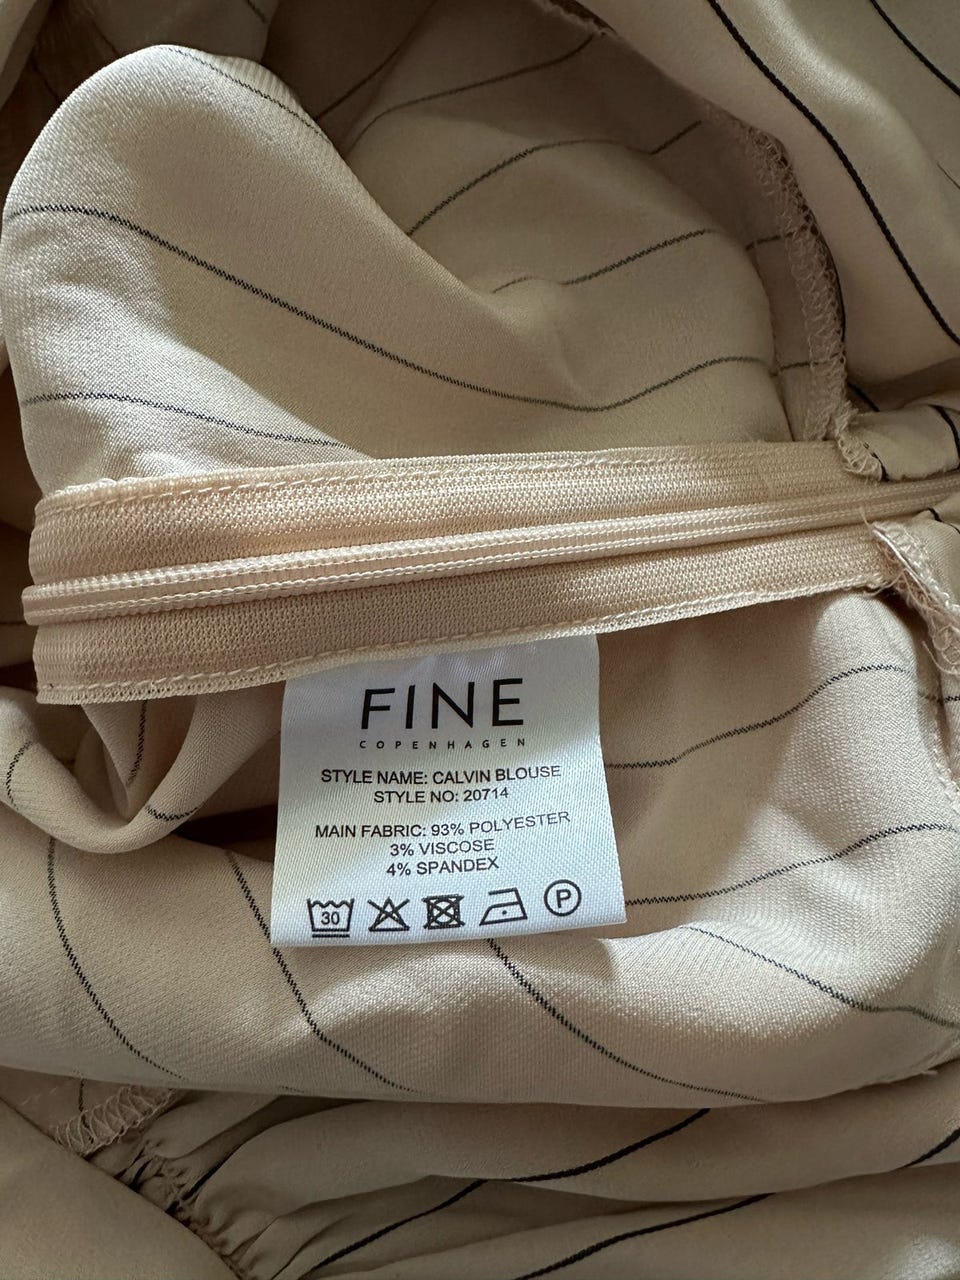 FINE
COPENHAGEN
STYLE NAME: CALVIN BLOUSE
STYLE NO: 20714
MAIN FABRIC: 93% POLYESTER
3% VISCOSE
4% SPANDEX
30 P